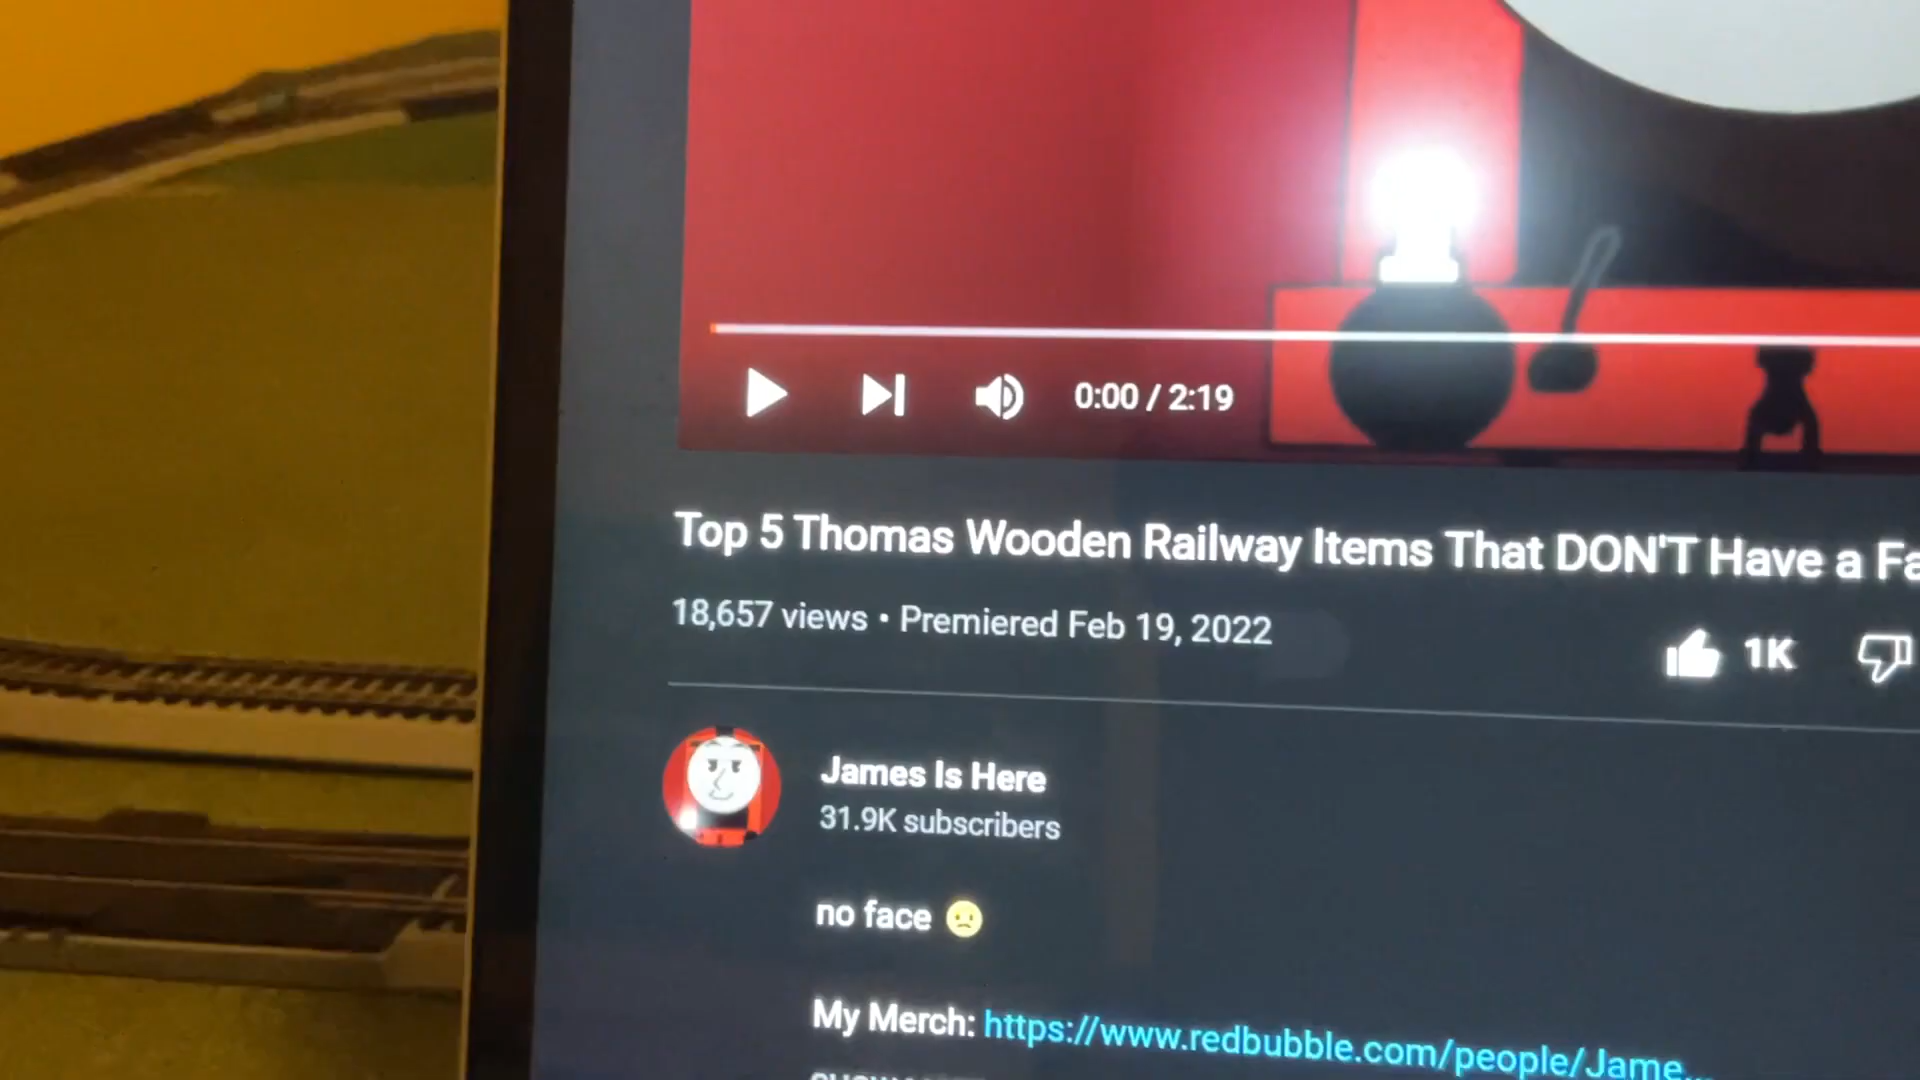 0:00 / 2:19
Top 5 Thomas Wooden Railway Items That DON'T Have a
18,657 views • Premiered Feb 19, 2022
1K
James Is Here
31.9K subscribers
no face ☹️
My Merch: https://www.redbubble.com/people/Jame...